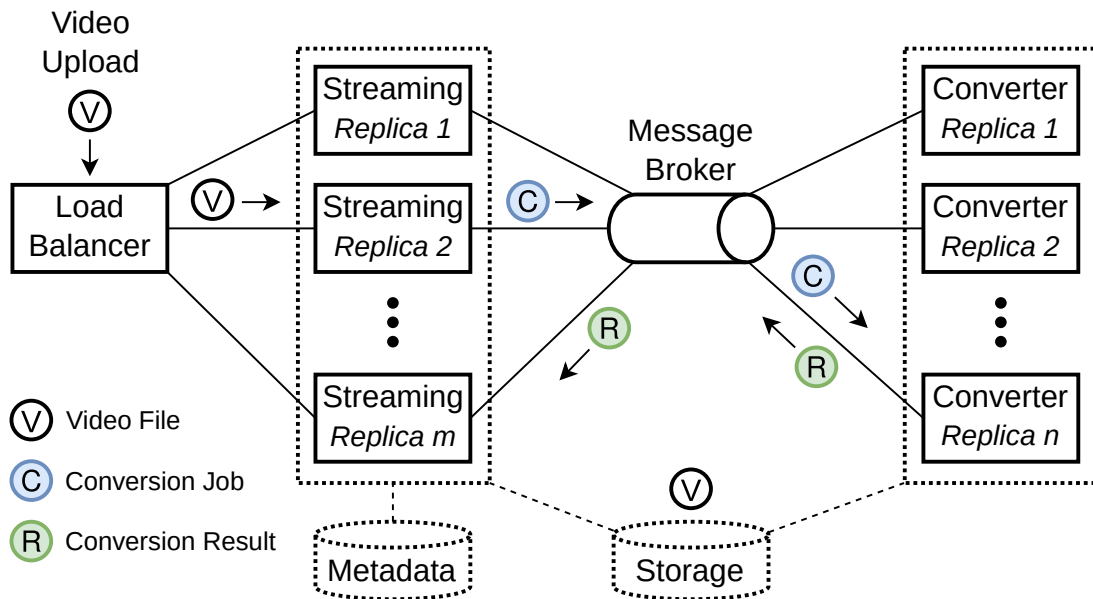 Video
Upload
V
Load
Balancer
V
Streaming
Replica 1
Streaming
Replica 2
Streaming
Replica m
C
Message
Broker
R
C
R
Converter
Replica 1
Converter
Replica 2
Converter
Replica n
V Video File
C Conversion Job
R Conversion Result
Metadata
V
Storage